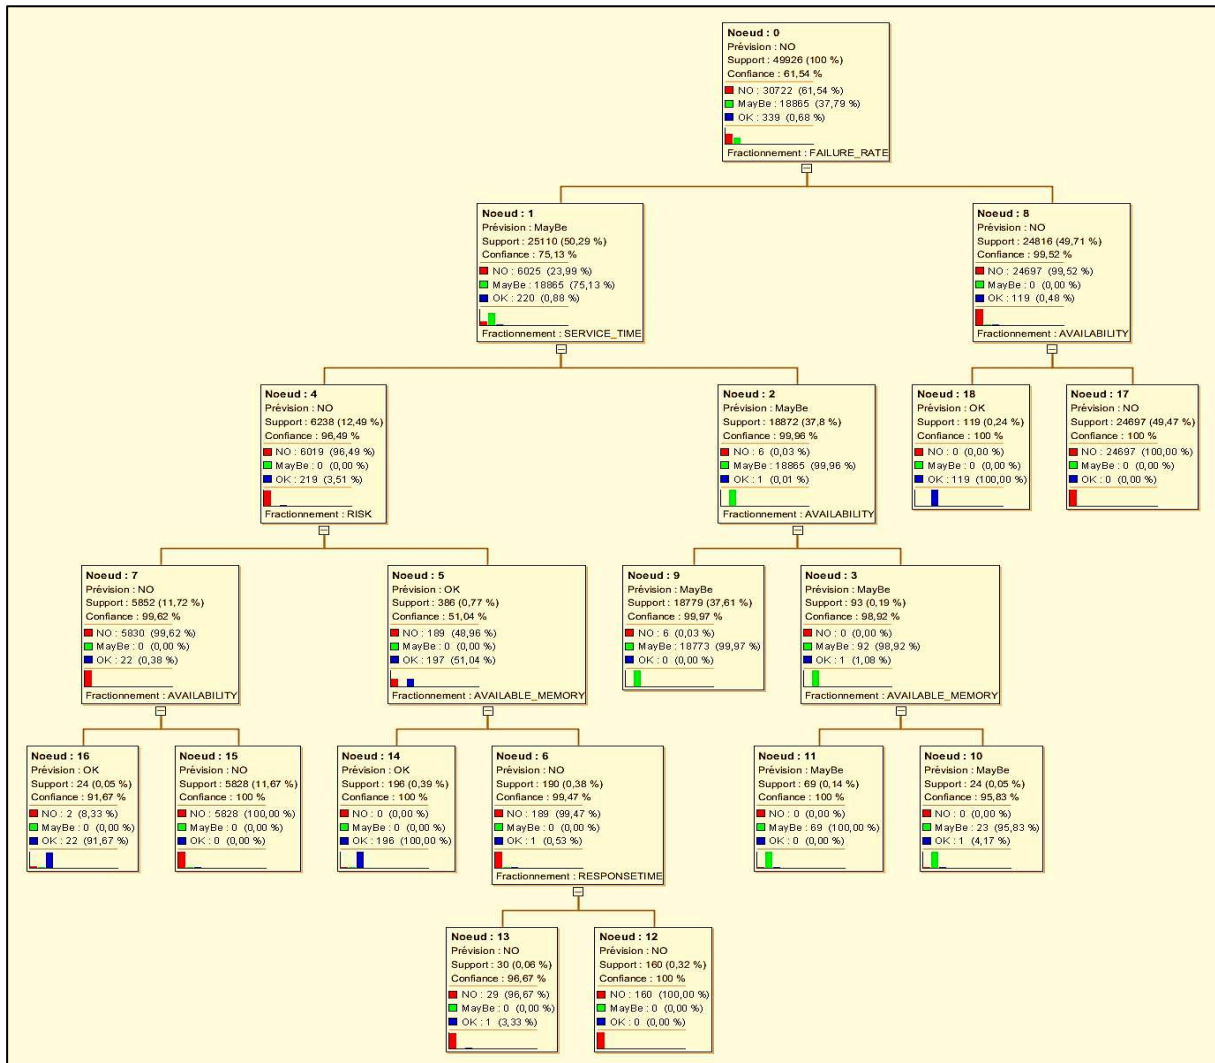 Noeud : 0
Prévision : NO
Support : 49926 (100 %)
Confiance : 61,54 %
NO : 30722 (61,54 %)
MayBe : 18865 (37,79 %)
OK : 339 (0,68 %)
Fractionnement : FAILURE_RATE
Noeud : 1
Prévision : MayBe
Support : 25110 (50,29 %)
Confiance : 75,13 %
NO : 6025 (23,99 %)
MayBe : 18865 (75,13 %)
OK : 220 (0,88 %)
Fractionnement : SERVICE_TIME
Noeud : 8
Prévision : NO
Support : 24816 (49,71 %)
Confiance : 99,52 %
NO : 24697 (99,52 %)
MayBe : 0 (0,00 %)
OK : 119 (0,48 %)
Fractionnement : AVAILABILITY
Noeud : 4
Prévision : NO
Support : 6238 (12,49 %)
Confiance : 96,49 %
NO : 6019 (96,49 %)
MayBe : 0 (0,00 %)
OK : 219 (3,51 %)
Fractionnement : RISK
Noeud : 2
Prévision : MayBe
Support : 18872 (37,8 %)
Confiance : 99,96 %
NO : 6 (0,03 %)
MayBe : 18865 (99,96 %)
OK : 1 (0,01 %)
Fractionnement : AVAILABILITY
Noeud : 18
Prévision : OK
Support : 119 (0,24 %)
Confiance : 100 %
NO : 0 (0,00 %)
MayBe : 0 (0,00 %)
OK : 119 (100,00 %)
Noeud : 17
Prévision : NO
Support : 24697 (49,47 %)
Confiance : 100 %
NO : 24697 (100,00 %)
MayBe : 0 (0,00 %)
OK : 0 (0,00 %)
Noeud : 7
Prévision : NO
Support : 5852 (11,72 %)
Confiance : 99,62 %
NO : 5830 (99,62 %)
MayBe : 0 (0,00 %)
OK : 22 (0,38 %)
Fractionnement : AVAILABILITY
Noeud : 5
Prévision : OK
Support : 386 (0,77 %)
Confiance : 51,04 %
NO : 189 (48,96 %)
MayBe : 0 (0,00 %)
OK : 197 (51,04 %)
Fractionnement : AVAILABLE_MEMORY
Noeud : 9
Prévision : MayBe
Support : 18779 (37,61 %)
Confiance : 99,97 %
NO : 6 (0,03 %)
MayBe : 18773 (99,97 %)
OK : 0 (0,00 %)
Noeud : 3
Prévision : MayBe
Support : 93 (0,19 %)
Confiance : 98,92 %
NO : 0 (0,00 %)
MayBe : 92 (98,92 %)
OK : 1 (1,08 %)
Fractionnement : AVAILABLE_MEMORY
Noeud : 16
Prévision : OK
Support : 24 (0,05 %)
Confiance : 91,67 %
NO : 2 (8,33 %)
MayBe : 0 (0,00 %)
OK : 22 (91,67 %)
Noeud : 15
Prévision : NO
Support : 5828 (11,67 %)
Confiance : 100 %
NO : 5828 (100,00 %)
MayBe : 0 (0,00 %)
OK : 0 (0,00 %)
Noeud : 14
Prévision : OK
Support : 196 (0,39 %)
Confiance : 100 %
NO : 0 (0,00 %)
MayBe : 0 (0,00 %)
OK : 196 (100,00 %)
Noeud : 6
Prévision : NO
Support : 190 (0,38 %)
Confiance : 99,47 %
NO : 189 (99,47 %)
MayBe : 0 (0,00 %)
OK : 1 (0,53 %)
Fractionnement : RESPONSETIME
Noeud : 11
Prévision : MayBe
Support : 69 (0,14 %)
Confiance : 100 %
NO : 0 (0,00 %)
MayBe : 69 (100,00 %)
OK : 0 (0,00 %)
Noeud : 10
Prévision : MayBe
Support : 24 (0,05 %)
Confiance : 95,83 %
NO : 0 (0,00 %)
MayBe : 23 (95,83 %)
OK : 1 (4,17 %)
Noeud : 13
Prévision : NO
Support : 30 (0,06 %)
Confiance : 96,67 %
NO : 29 (96,67 %)
MayBe : 0 (0,00 %)
OK : 1 (3,33 %)
Noeud : 12
Prévision : NO
Support : 160 (0,32 %)
Confiance : 100 %
NO : 160 (100,00 %)
MayBe : 0 (0,00 %)
OK : 0 (0,00 %)